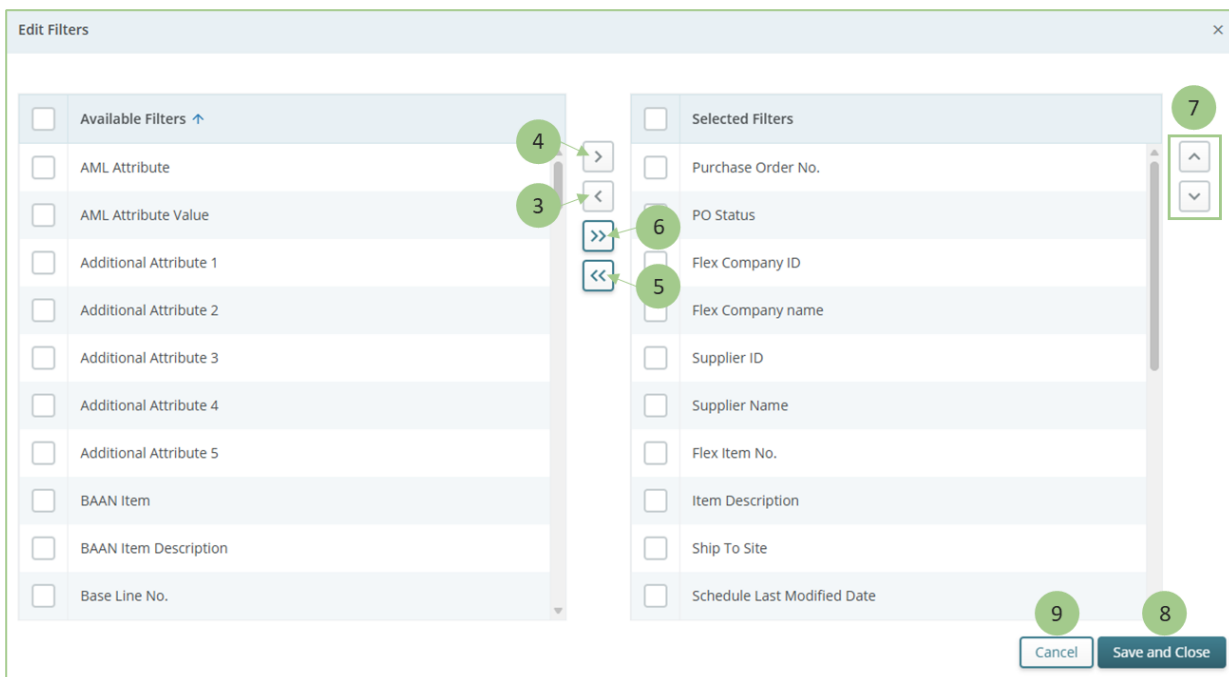 Edit Filters
Available Filters
Selected Filters
7
4
AML Attribute
Purchase Order No.
3
AML Attribute Value
PO Status
6
Additional Attribute 1
Flex Company ID
5
Additional Attribute 2
Flex Company name
Additional Attribute 3
Supplier ID
Additional Attribute 4
Supplier Name
Additional Attribute 5
Flex Item No.
BAAN Item
Item Description
BAAN Item Description
Ship To Site
Base Line No.
Schedule Last Modified Date
9
8
Cancel
Save and Close